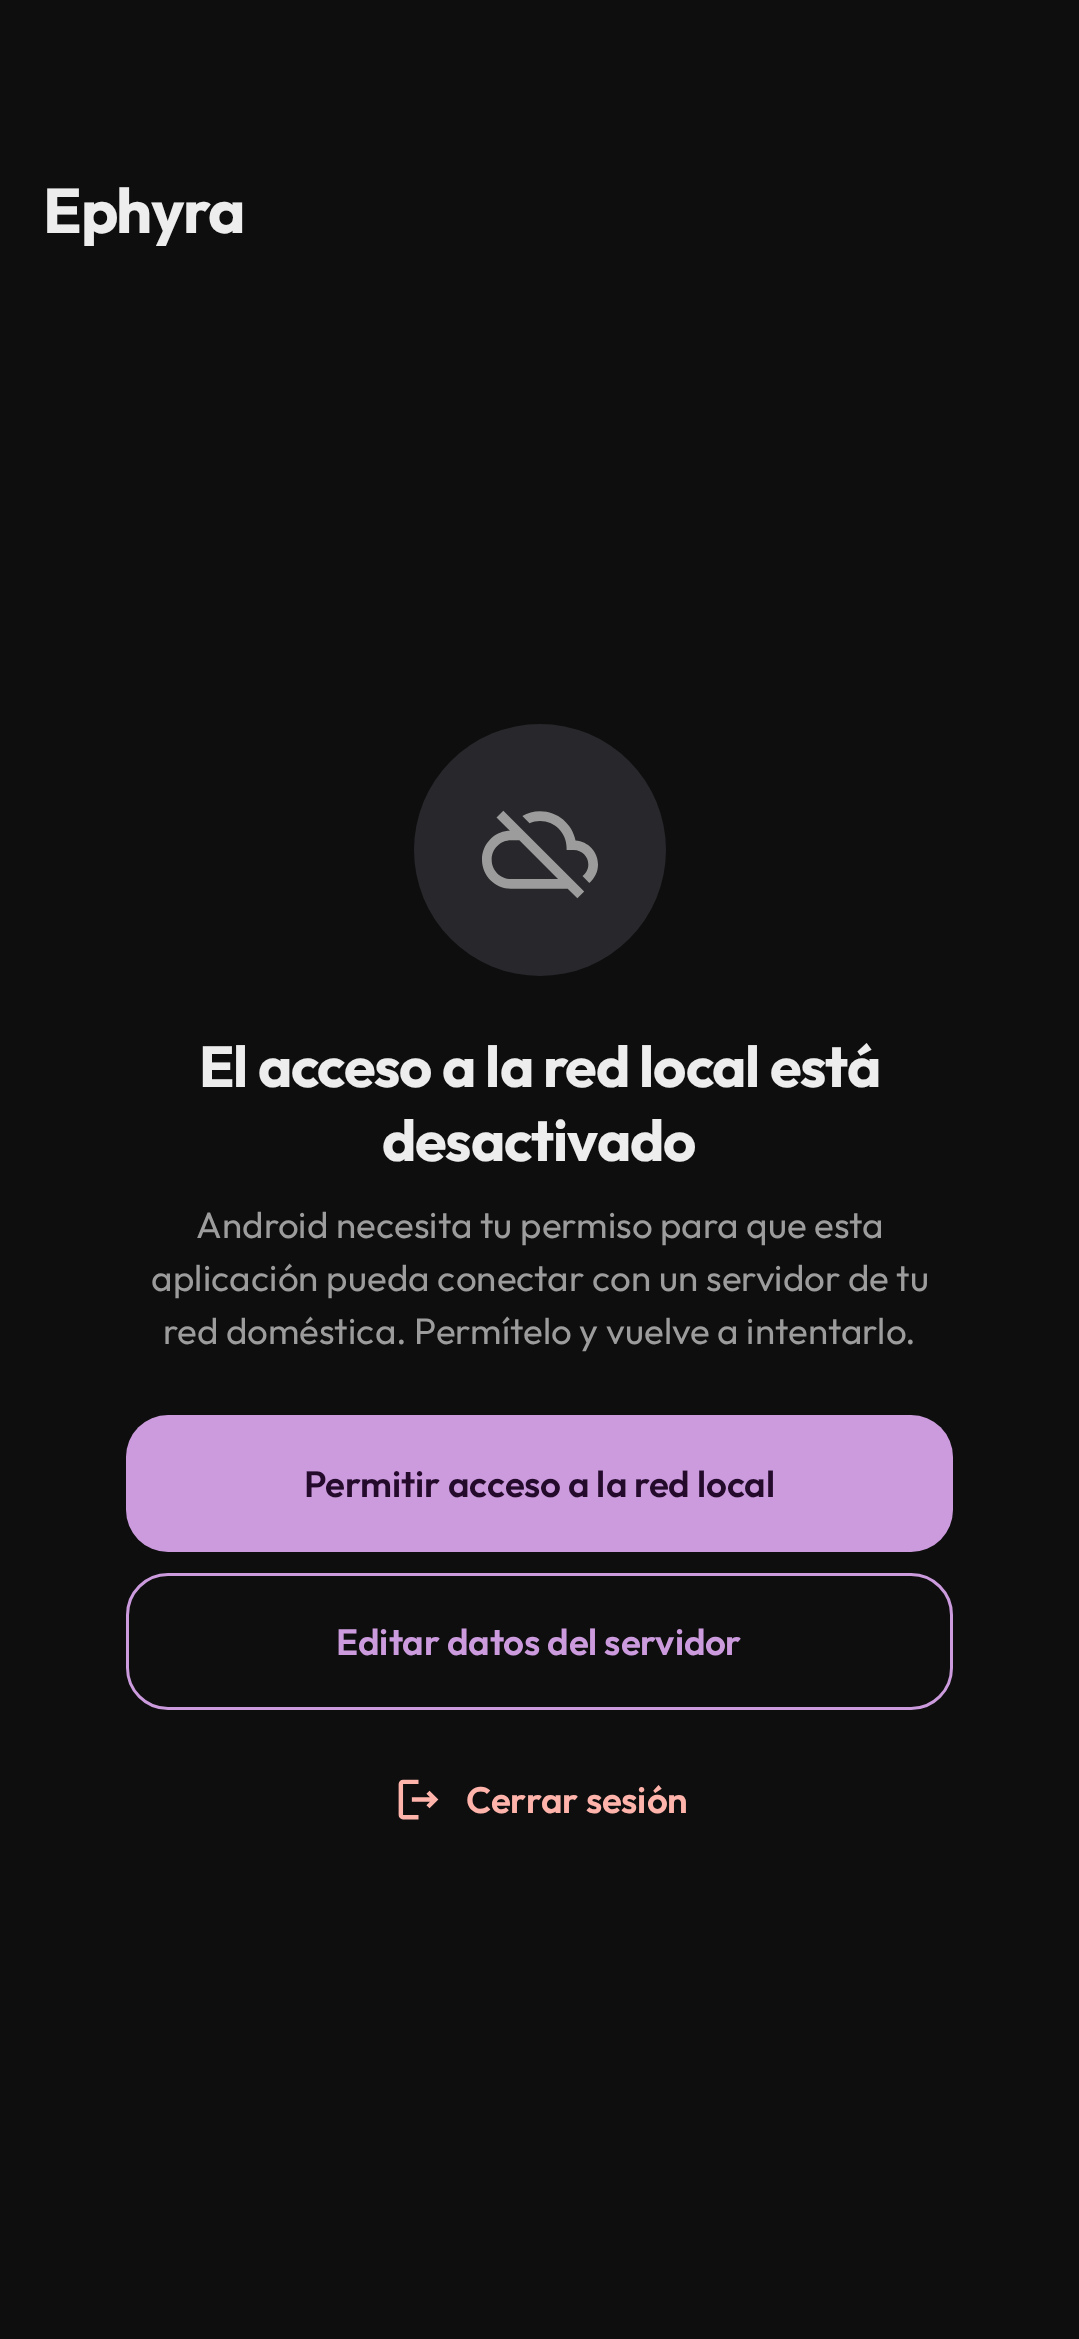 Ephyra
El acceso a la red local está
desactivado
Android necesita tu permiso para que esta
aplicación pueda conectar con un servidor de tu
red doméstica. Permítelo y vuelve a intentarlo.
Permitir acceso a la red local
Editar datos del servidor
Cerrar sesión